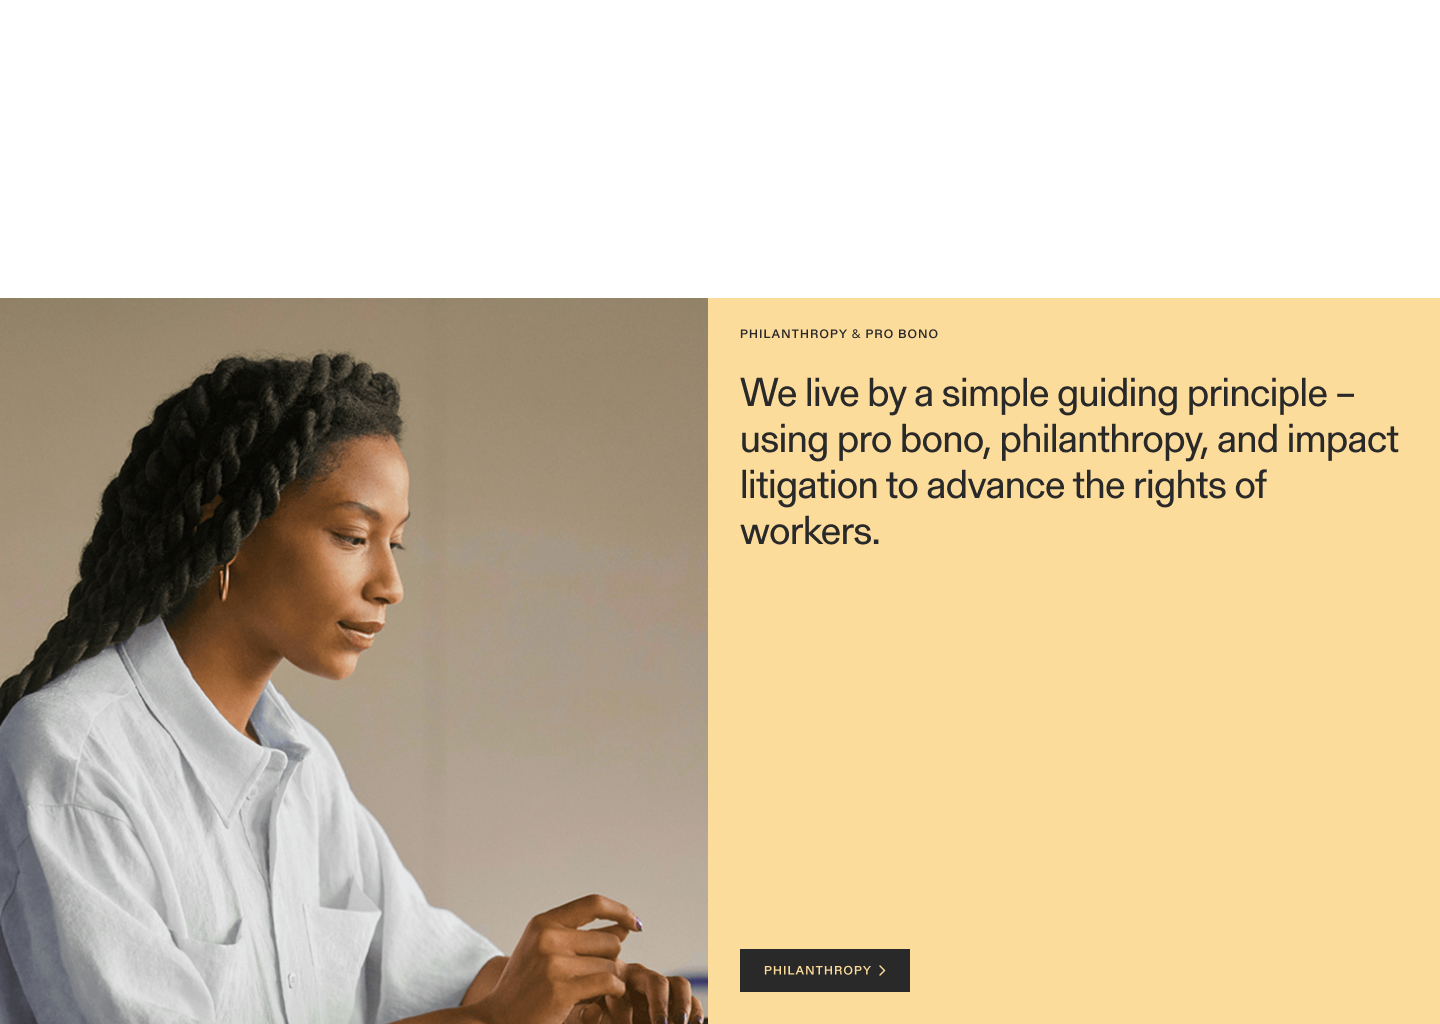 PHILANTHROPY & PRO BONO
We live by a simple guiding principle –
using pro bono, philanthropy, and impact
litigation to advance the rights of
workers.
PHILANTHROPY